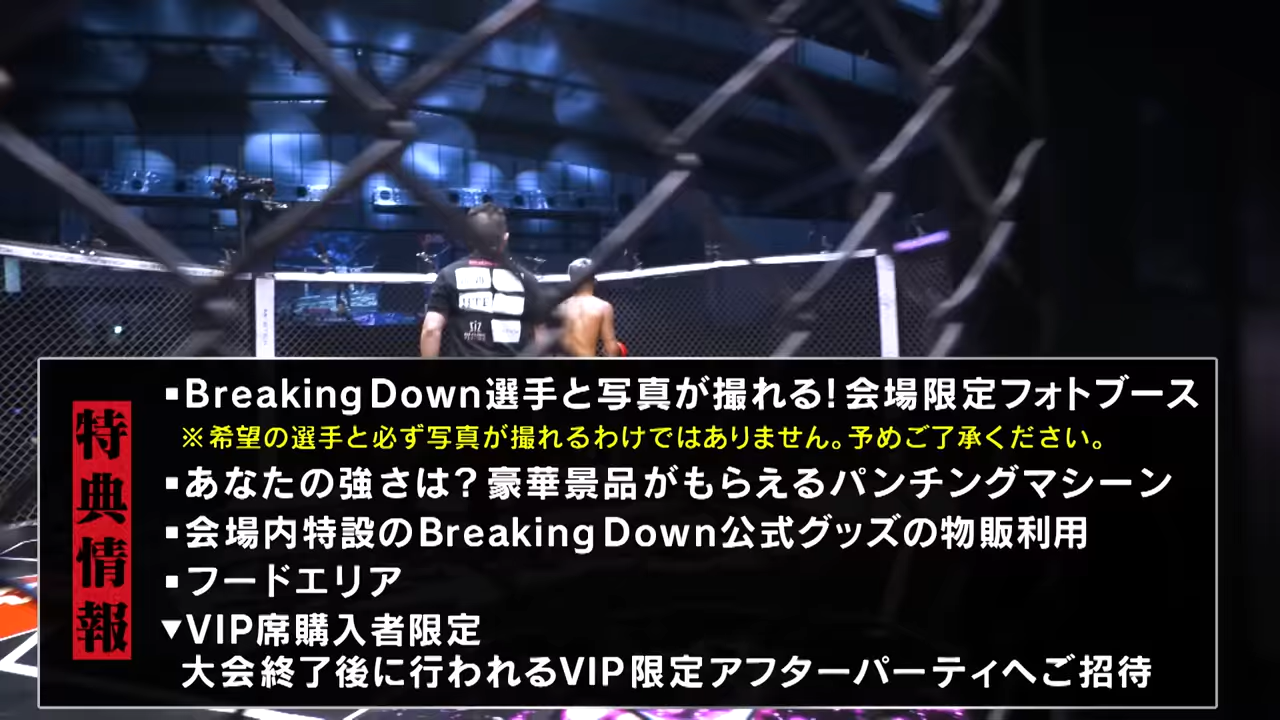 特典情報
▪BreakingDown選手と写真が撮れる!会場限定フォトブース
※希望の選手と必ず写真が撮れるわけではありません。予めご了承ください。
▪あなたの強さは?豪華景品がもらえるパンチングマシーン
▪会場内特設のBreakingDown公式グッズの物販利用
▪フードエリア
▼VIP席購入者限定
大会終了後に行われるVIP限定アフターパーティへご招待